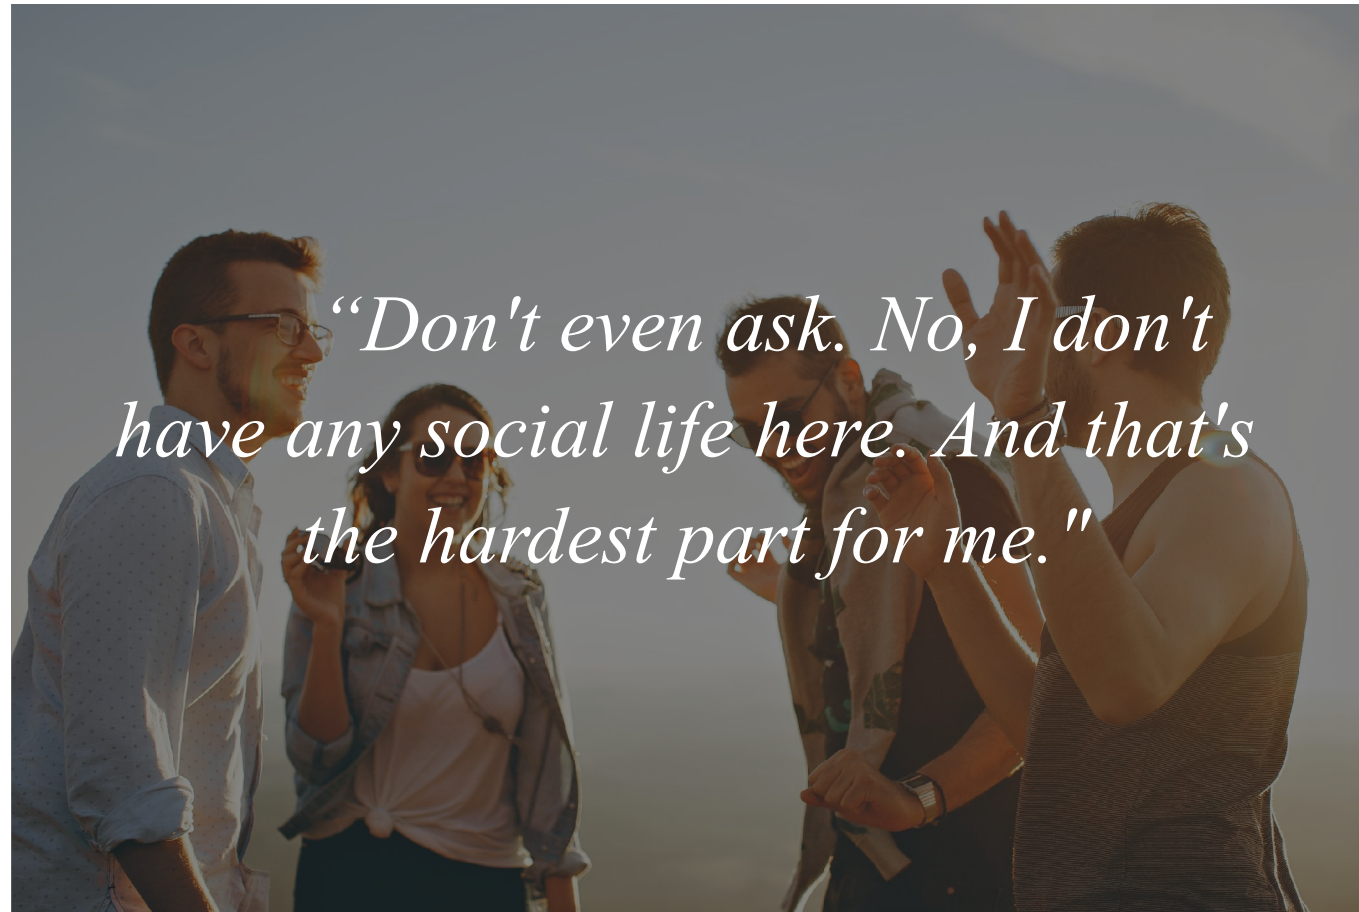 “Don't even ask. No, I don't
have any social life here. And that's
the hardest part for me."